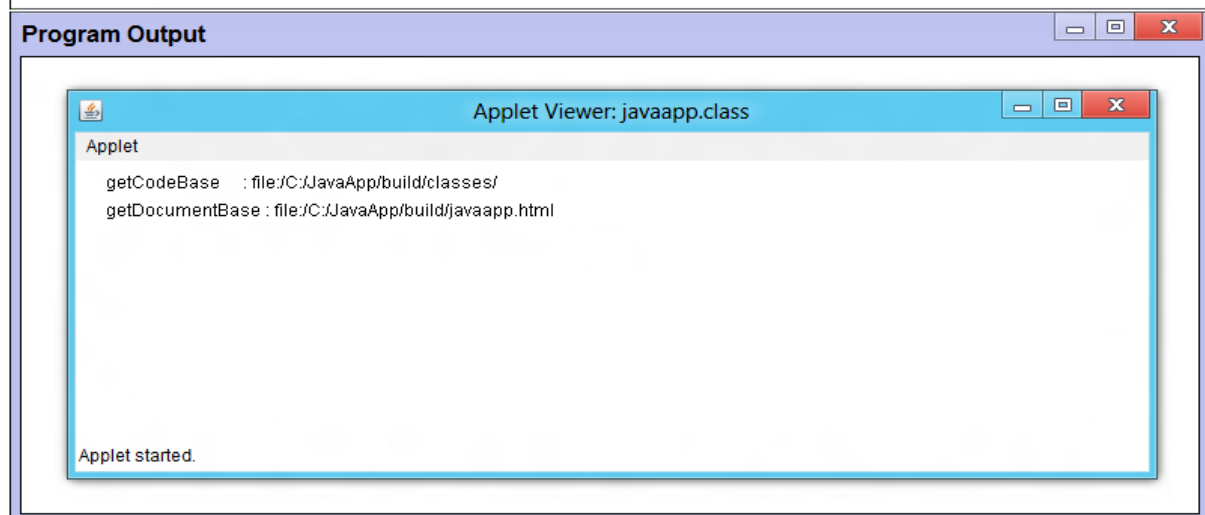 Program Output
Applet Viewer: javaapp.class
Applet
getCodeBase : file:/C:/JavaApp/build/classes/
getDocumentBase : file:/C:/JavaApp/build/javaapp.html
Applet started.